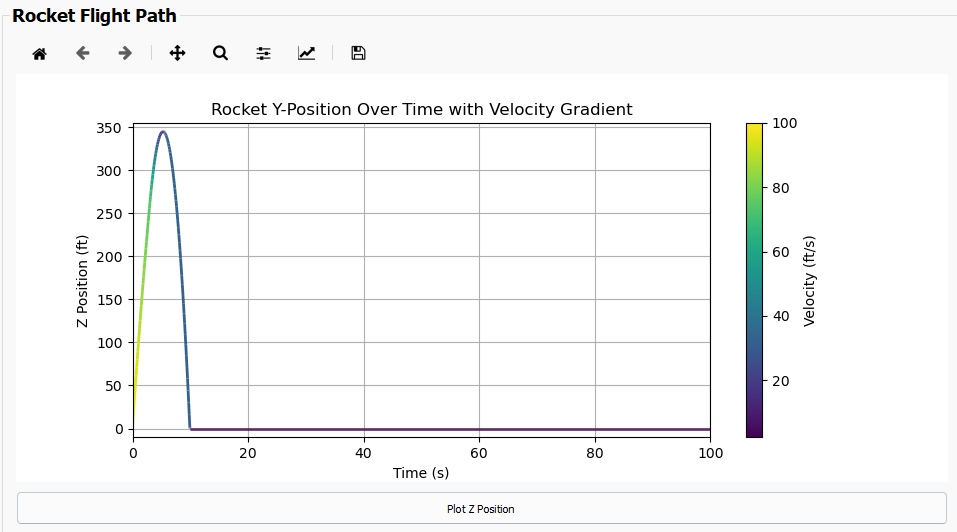 Rocket Flight Path
Rocket Y-Position Over Time with Velocity Gradient
350
300
250
200
150
100
50
0
Z Position (ft)
0 20 40 60 80 100
Time (s)
100
80
60
40
20
Velocity (ft/s)
Plot Z Position